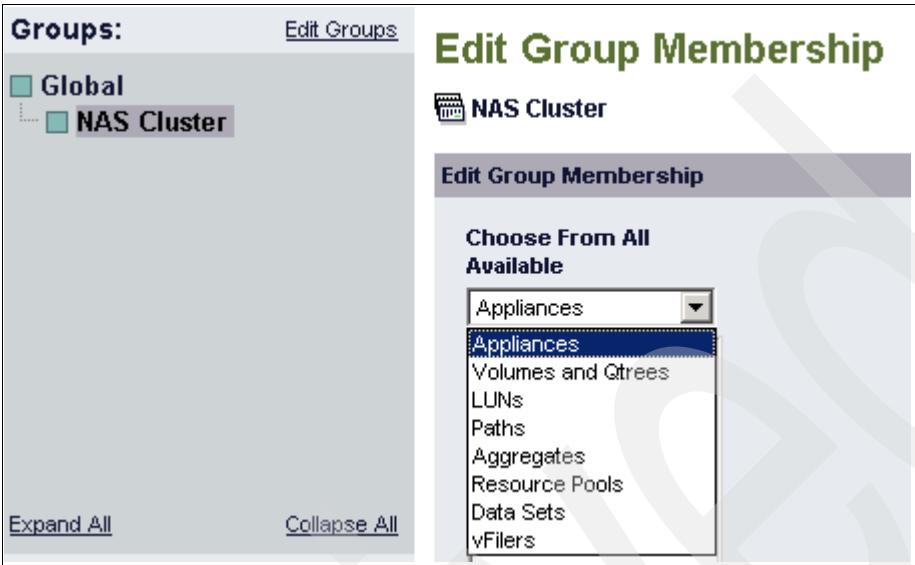 Groups:
Edit Groups
Global
NAS Cluster
Expand All
Collapse All
Edit Group Membership
NAS Cluster
Edit Group Membership
Choose From All
Available
Appliances
Appliances
Volumes and Qtrees
LUNs
Paths
Aggregates
Resource Pools
Data Sets
vFilers